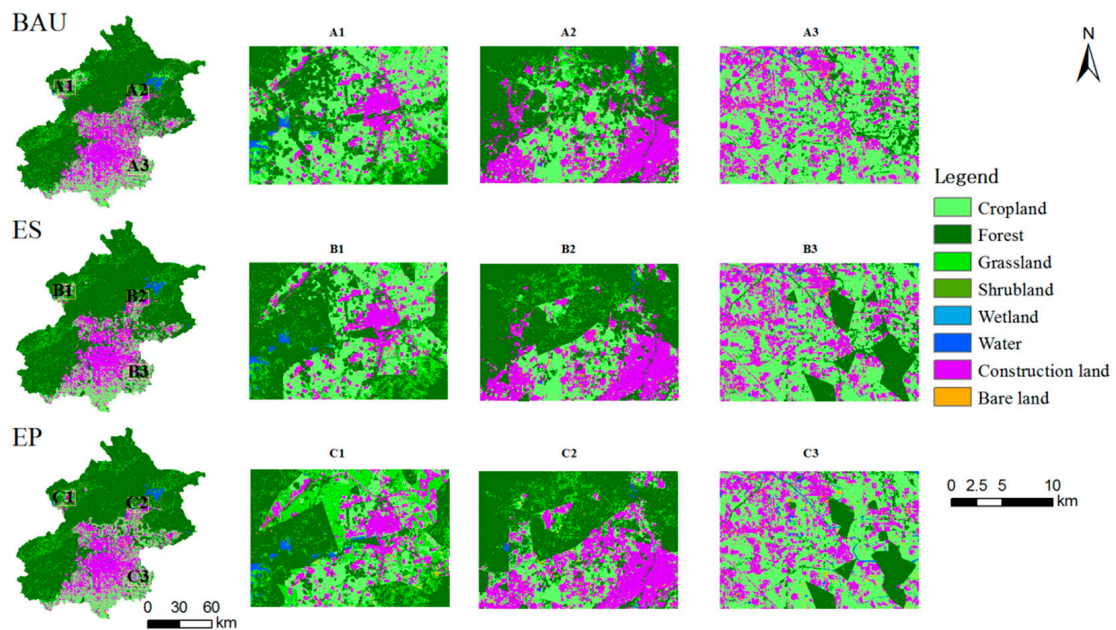 BAU
A1
A2
A3
N
A1
A2
A3
Legend
Cropland
Forest
Grassland
Shrubland
Wetland
Water
Construction land
Bare land
ES
B1
B2
B3
B1
B2
B3
EP
C1
C2
C3
C1
C2
C3
0 2.5 5 10
km
0 30 60
km